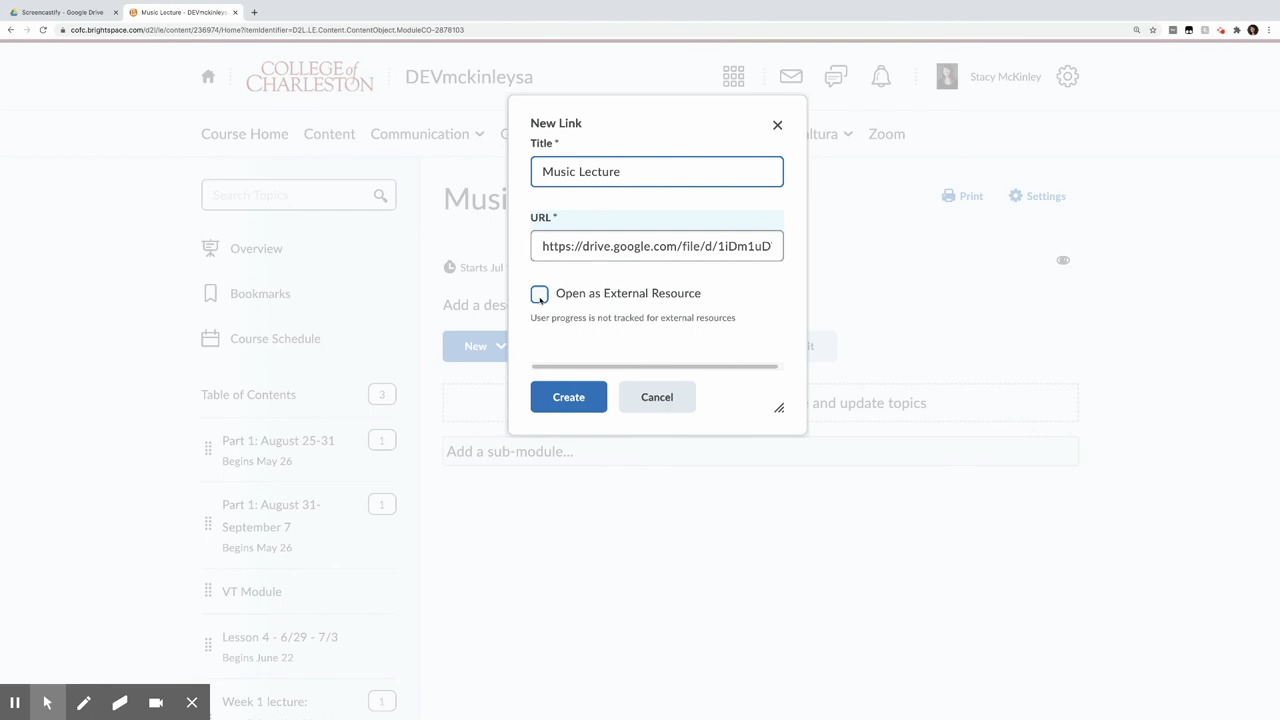 Screencastify - Google Drive
Music Lecture - DEVmckinleys
cofc.brightspace.com/d2l/le/content/236974/Home?itemIdentifier=D2L.LE.Content.ContentObject.ModuleCO-2878103
COLLEGE of CHARLESTON
DEVmckinleysa
Stacy McKinley
Course Home
Content
Communication
Zoom
Search Topics
Overview
Bookmarks
Course Schedule
Table of Contents
3
Part 1: August 25-31
1
Begins May 26
Part 1: August 31-
September 7
1
Begins May 26
VT Module
Lesson 4 - 6/29 - 7/3
Begins June 22
Week 1 lecture:
1
Print
Settings
Starts Jul
New
and update topics
Add a sub-module...
New Link
Title *
Music Lecture
URL *
https://drive.google.com/file/d/1iDm1uD
Open as External Resource
User progress is not tracked for external resources
Create
Cancel